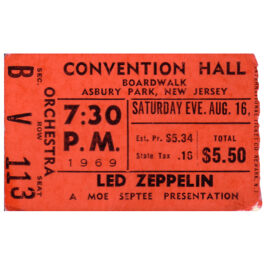 SEC. ROW SEAT
B V 113
ORCHESTRA
CONVENTION HALL
BOARDWALK
ASBURY PARK, NEW JERSEY
7:30
P.M.
1969
SATURDAY EVE. AUG. 16,
Est. Pr. $5.34
State Tax .16
TOTAL
$5.50
LED ZEPPELIN
A MOE SEPTEE PRESENTATION